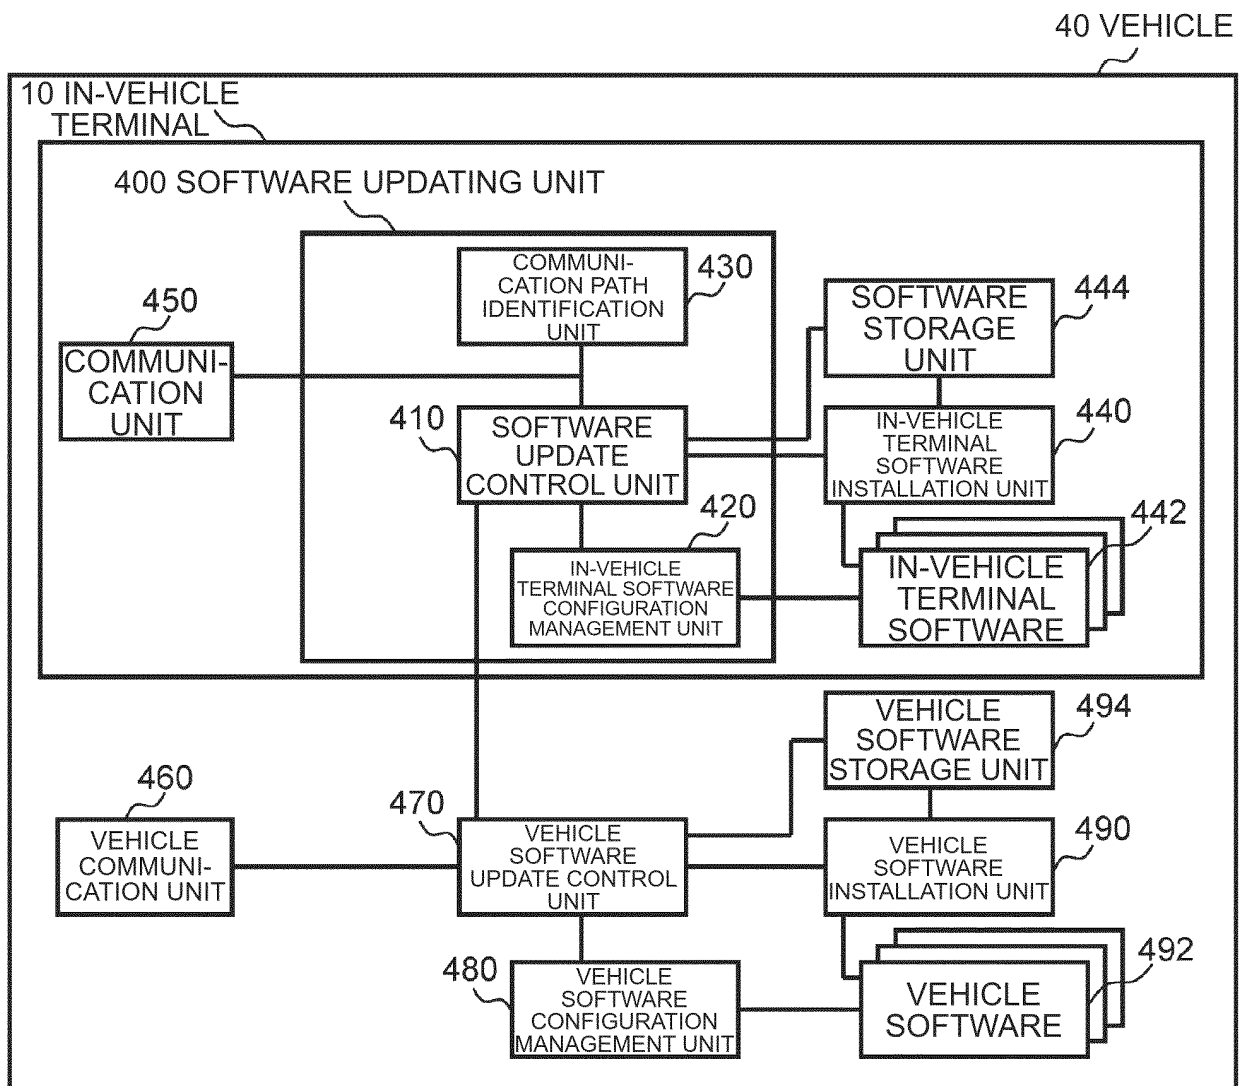 40 VEHICLE
10 IN-VEHICLE
TERMINAL
400 SOFTWARE UPDATING UNIT
COMMUNI-
CATION PATH
IDENTIFICATION
UNIT
430
450
COMMUNI-
CATION
UNIT
SOFTWARE
STORAGE
UNIT
444
410
SOFTWARE
UPDATE
CONTROL UNIT
IN-VEHICLE
TERMINAL
SOFTWARE
INSTALLATION UNIT
440
420
IN-VEHICLE
TERMINAL SOFTWARE
CONFIGURATION
MANAGEMENT UNIT
442
IN-VEHICLE
TERMINAL
SOFTWARE
VEHICLE
SOFTWARE
STORAGE UNIT
494
460
VEHICLE
COMMUNI-
CATION UNIT
470
VEHICLE
SOFTWARE
UPDATE CONTROL
UNIT
VEHICLE
SOFTWARE
INSTALLATION UNIT
490
480
VEHICLE
SOFTWARE
CONFIGURATION
MANAGEMENT UNIT
492
VEHICLE
SOFTWARE